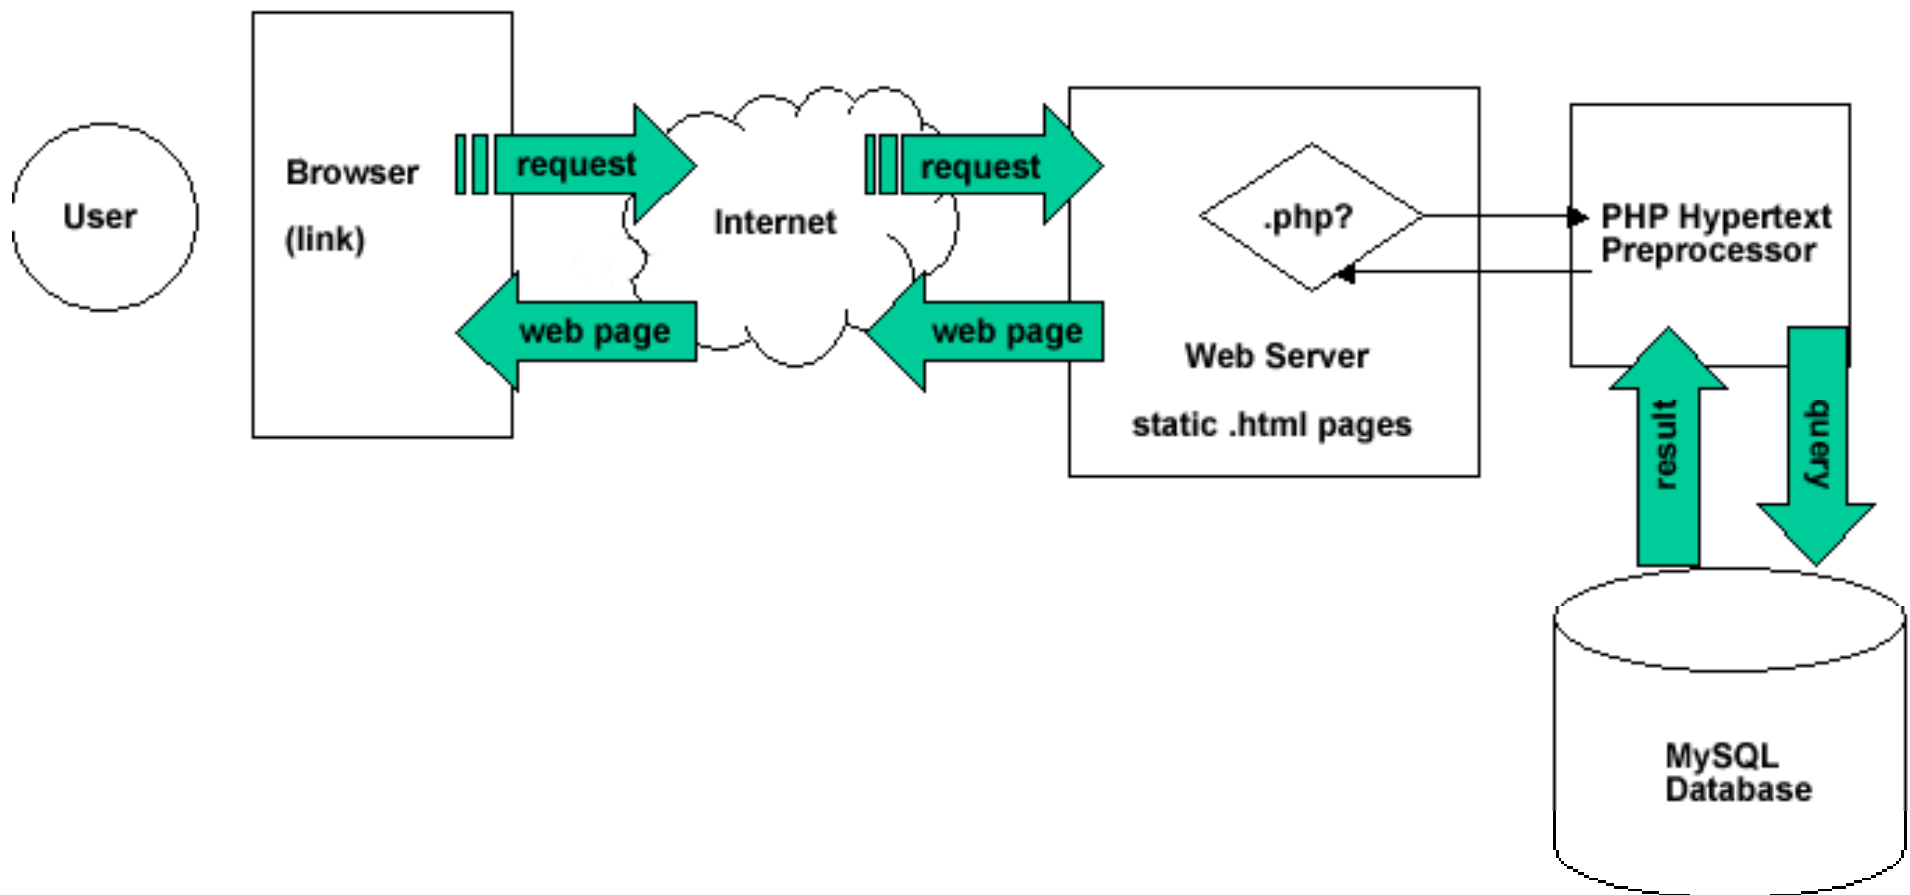 User
Browser
(link)
request
Internet
request
web page
web page
.php?
Web Server
static .html pages
PHP Hypertext
Preprocessor
result
query
MySQL
Database